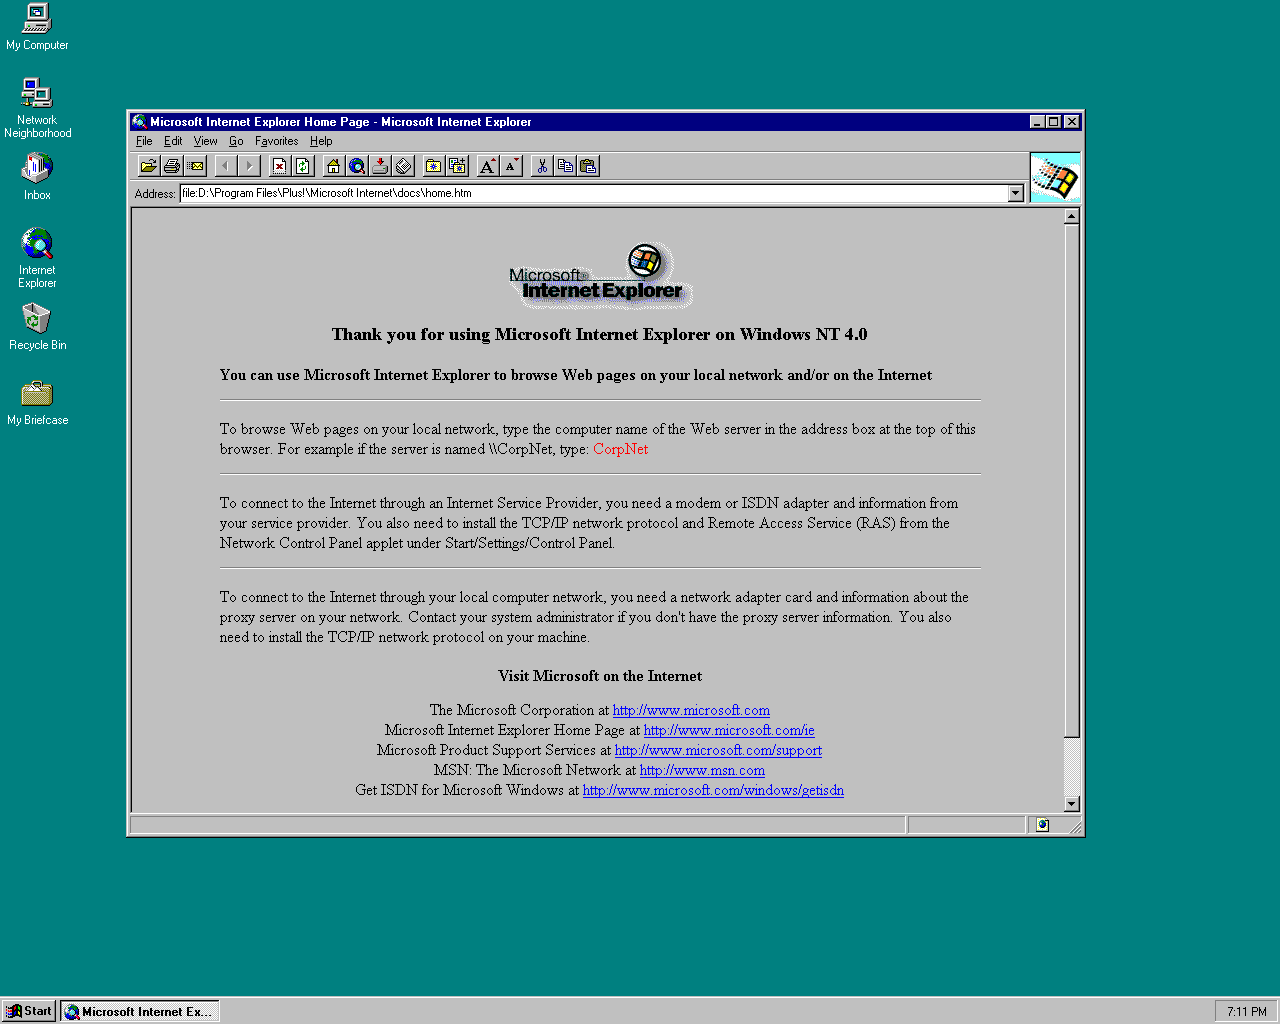 My Computer
Network
Neighborhood
Inbox
Internet
Explorer
Recycle Bin
My Briefcase
Microsoft Internet Explorer Home Page - Microsoft Internet Explorer
File Edit View Go Favorites Help
Address: file:D:\Program Files\Plus!\Microsoft Internet\docs\home.htm
Microsoft®
Internet Explorer
Thank you for using Microsoft Internet Explorer on Windows NT 4.0
You can use Microsoft Internet Explorer to browse Web pages on your local network and/or on the Internet
To browse Web pages on your local network, type the computer name of the Web server in the address box at the top of this
browser. For example if the server is named \\CorpNet, type: CorpNet
To connect to the Internet through an Internet Service Provider, you need a modem or ISDN adapter and information from
your service provider. You also need to install the TCP/IP network protocol and Remote Access Service (RAS) from the
Network Control Panel applet under Start/Settings/Control Panel.
To connect to the Internet through your local computer network, you need a network adapter card and information about the
proxy server on your network. Contact your system administrator if you don't have the proxy server information. You also
need to install the TCP/IP network protocol on your machine.
Visit Microsoft on the Internet
The Microsoft Corporation at http://www.microsoft.com
Microsoft Internet Explorer Home Page at http://www.microsoft.com/ie
Microsoft Product Support Services at http://www.microsoft.com/support
MSN: The Microsoft Network at http://www.msn.com
Get ISDN for Microsoft Windows at http://www.microsoft.com/windows/getisdn
Start
Microsoft Internet Ex...
7:11 PM